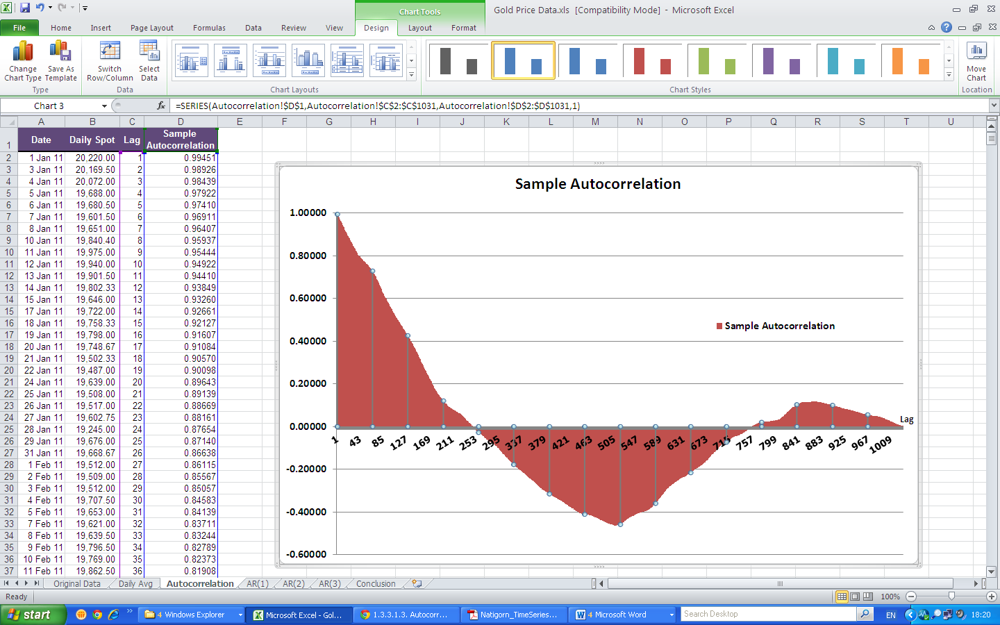 Chart Tools
Gold Price Data.xls [Compatibility Mode] - Microsoft Excel
File Home Insert Page Layout Formulas Data Review View Design Layout Format
Change Chart Type
Save As Template
Switch Row/Column
Select Data
Move Chart
Type Data Chart Layouts Chart Styles Location
Chart 3 fx =SERIES(Autocorrelation!$D$1,Autocorrelation!$C$2:$C$1031,Autocorrelation!$D$2:$D$1031,1)
A B C D E F G H I J K L M N O P Q R S T U
1 Date Daily Spot Lag Sample Autocorrelation
2 1 Jan 11 20,220.00 1 0.99451
3 3 Jan 11 20,169.50 2 0.98926
4 4 Jan 11 20,072.00 3 0.98439
5 5 Jan 11 19,688.00 4 0.97922
6 6 Jan 11 19,680.50 5 0.97410
7 7 Jan 11 19,601.50 6 0.96911
8 8 Jan 11 19,651.00 7 0.96407
9 10 Jan 11 19,840.40 8 0.95937
10 11 Jan 11 19,975.00 9 0.95444
11 12 Jan 11 19,940.00 10 0.94922
12 13 Jan 11 19,901.50 11 0.94410
13 14 Jan 11 19,802.33 12 0.93849
14 15 Jan 11 19,646.00 13 0.93260
15 17 Jan 11 19,722.00 14 0.92661
16 18 Jan 11 19,758.33 15 0.92127
17 19 Jan 11 19,798.00 16 0.91607
18 20 Jan 11 19,748.67 17 0.91084
19 21 Jan 11 19,502.33 18 0.90570
20 22 Jan 11 19,487.00 19 0.90098
21 24 Jan 11 19,639.00 20 0.89643
22 25 Jan 11 19,508.00 21 0.89139
23 26 Jan 11 19,517.00 22 0.88669
24 27 Jan 11 19,602.75 23 0.88161
25 28 Jan 11 19,245.00 24 0.87654
26 29 Jan 11 19,676.00 25 0.87140
27 31 Jan 11 19,668.67 26 0.86638
28 1 Feb 11 19,512.00 27 0.86115
29 2 Feb 11 19,509.00 28 0.85567
30 3 Feb 11 19,512.00 29 0.85057
31 4 Feb 11 19,707.50 30 0.84583
32 5 Feb 11 19,653.00 31 0.84139
33 7 Feb 11 19,621.00 32 0.83711
34 8 Feb 11 19,639.50 33 0.83244
35 9 Feb 11 19,796.50 34 0.82789
36 10 Feb 11 19,769.00 35 0.82373
37 11 Feb 11 19,862.50 36 0.81908
Sample Autocorrelation
1.00000
0.80000
0.60000
0.40000
0.20000
0.00000
-0.20000
-0.40000
-0.60000
Sample Autocorrelation
Lag
1 43 85 127 169 211 253 295 337 379 421 463 505 547 589 631 673 715 757 799 841 883 925 967 1009
Original Data Daily Avg Autocorrelation AR(1) AR(2) AR(3) Conclusion
Ready 100%
start 4 Windows Explorer Microsoft Excel - Gol... 1.3.3.1.3. Autocorr... Natigorn_TimeSeries... 4 Microsoft Word Search Desktop EN 18:20